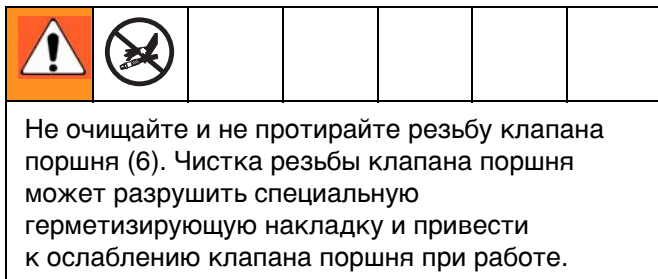 Не очищайте и не протирайте резьбу клапана
поршня (6). Чистка резьбы клапана поршня
может разрушить специальную
герметизирующую накладку и привести
к ослаблению клапана поршня при работе.